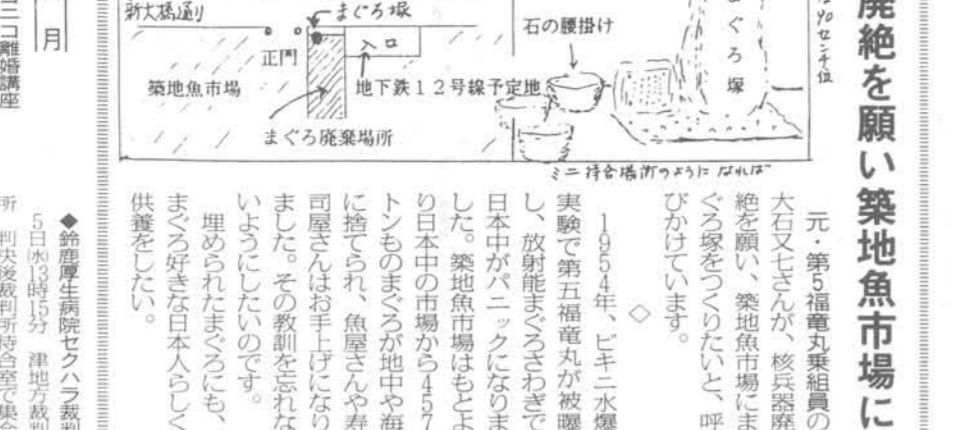 廃絶を願い築地魚市場に
新大橋通り
まぐろ塚
入口
正門
築地魚市場
地下鉄12号線予定地
まぐろ廃棄場所
石の腰掛け
ぐろ塚
90センチ位
ミニ待合場所のようになれば
元・第5福竜丸乗組員の
大石又七さんが、核兵器廃
絶を願い、築地魚市場にま
ぐろ塚をつくりたいと、呼
びかけています。
◇
1954年、ビキニ水爆
実験で第五福竜丸が被曝
し、放射能まぐろさわぎで
日本中がパニックになりま
した。築地魚市場はもとよ
り日本中の市場から457
トンものまぐろが地中や海
に捨てられ、魚屋さんや寿
司屋さんはお手上げになり
ました。その教訓を忘れな
いようにしたいのです。
埋められたまぐろにも、
まぐろ好きな日本人らしく
供養をしたい。
月
コ離婚講座
◆鈴鹿厚生病院セクハラ裁判
5日㈬13時15分 津地方裁判
所 判決後裁判所待合室で集会